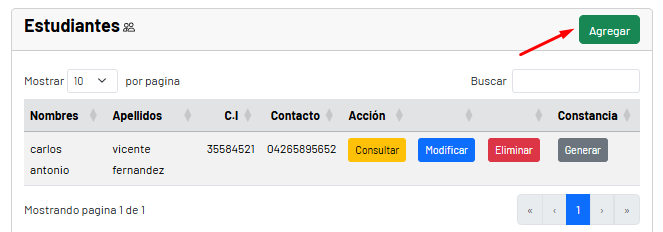 Estudiantes
Agregar
Mostrar 10 por pagina
Buscar
Nombres Apellidos C.I Contacto Acción Constancia
carlos antonio vicente fernandez 35584521 04265895652 Consultar Modificar Eliminar Generar
Mostrando pagina 1 de 1
« ‹ 1 › »